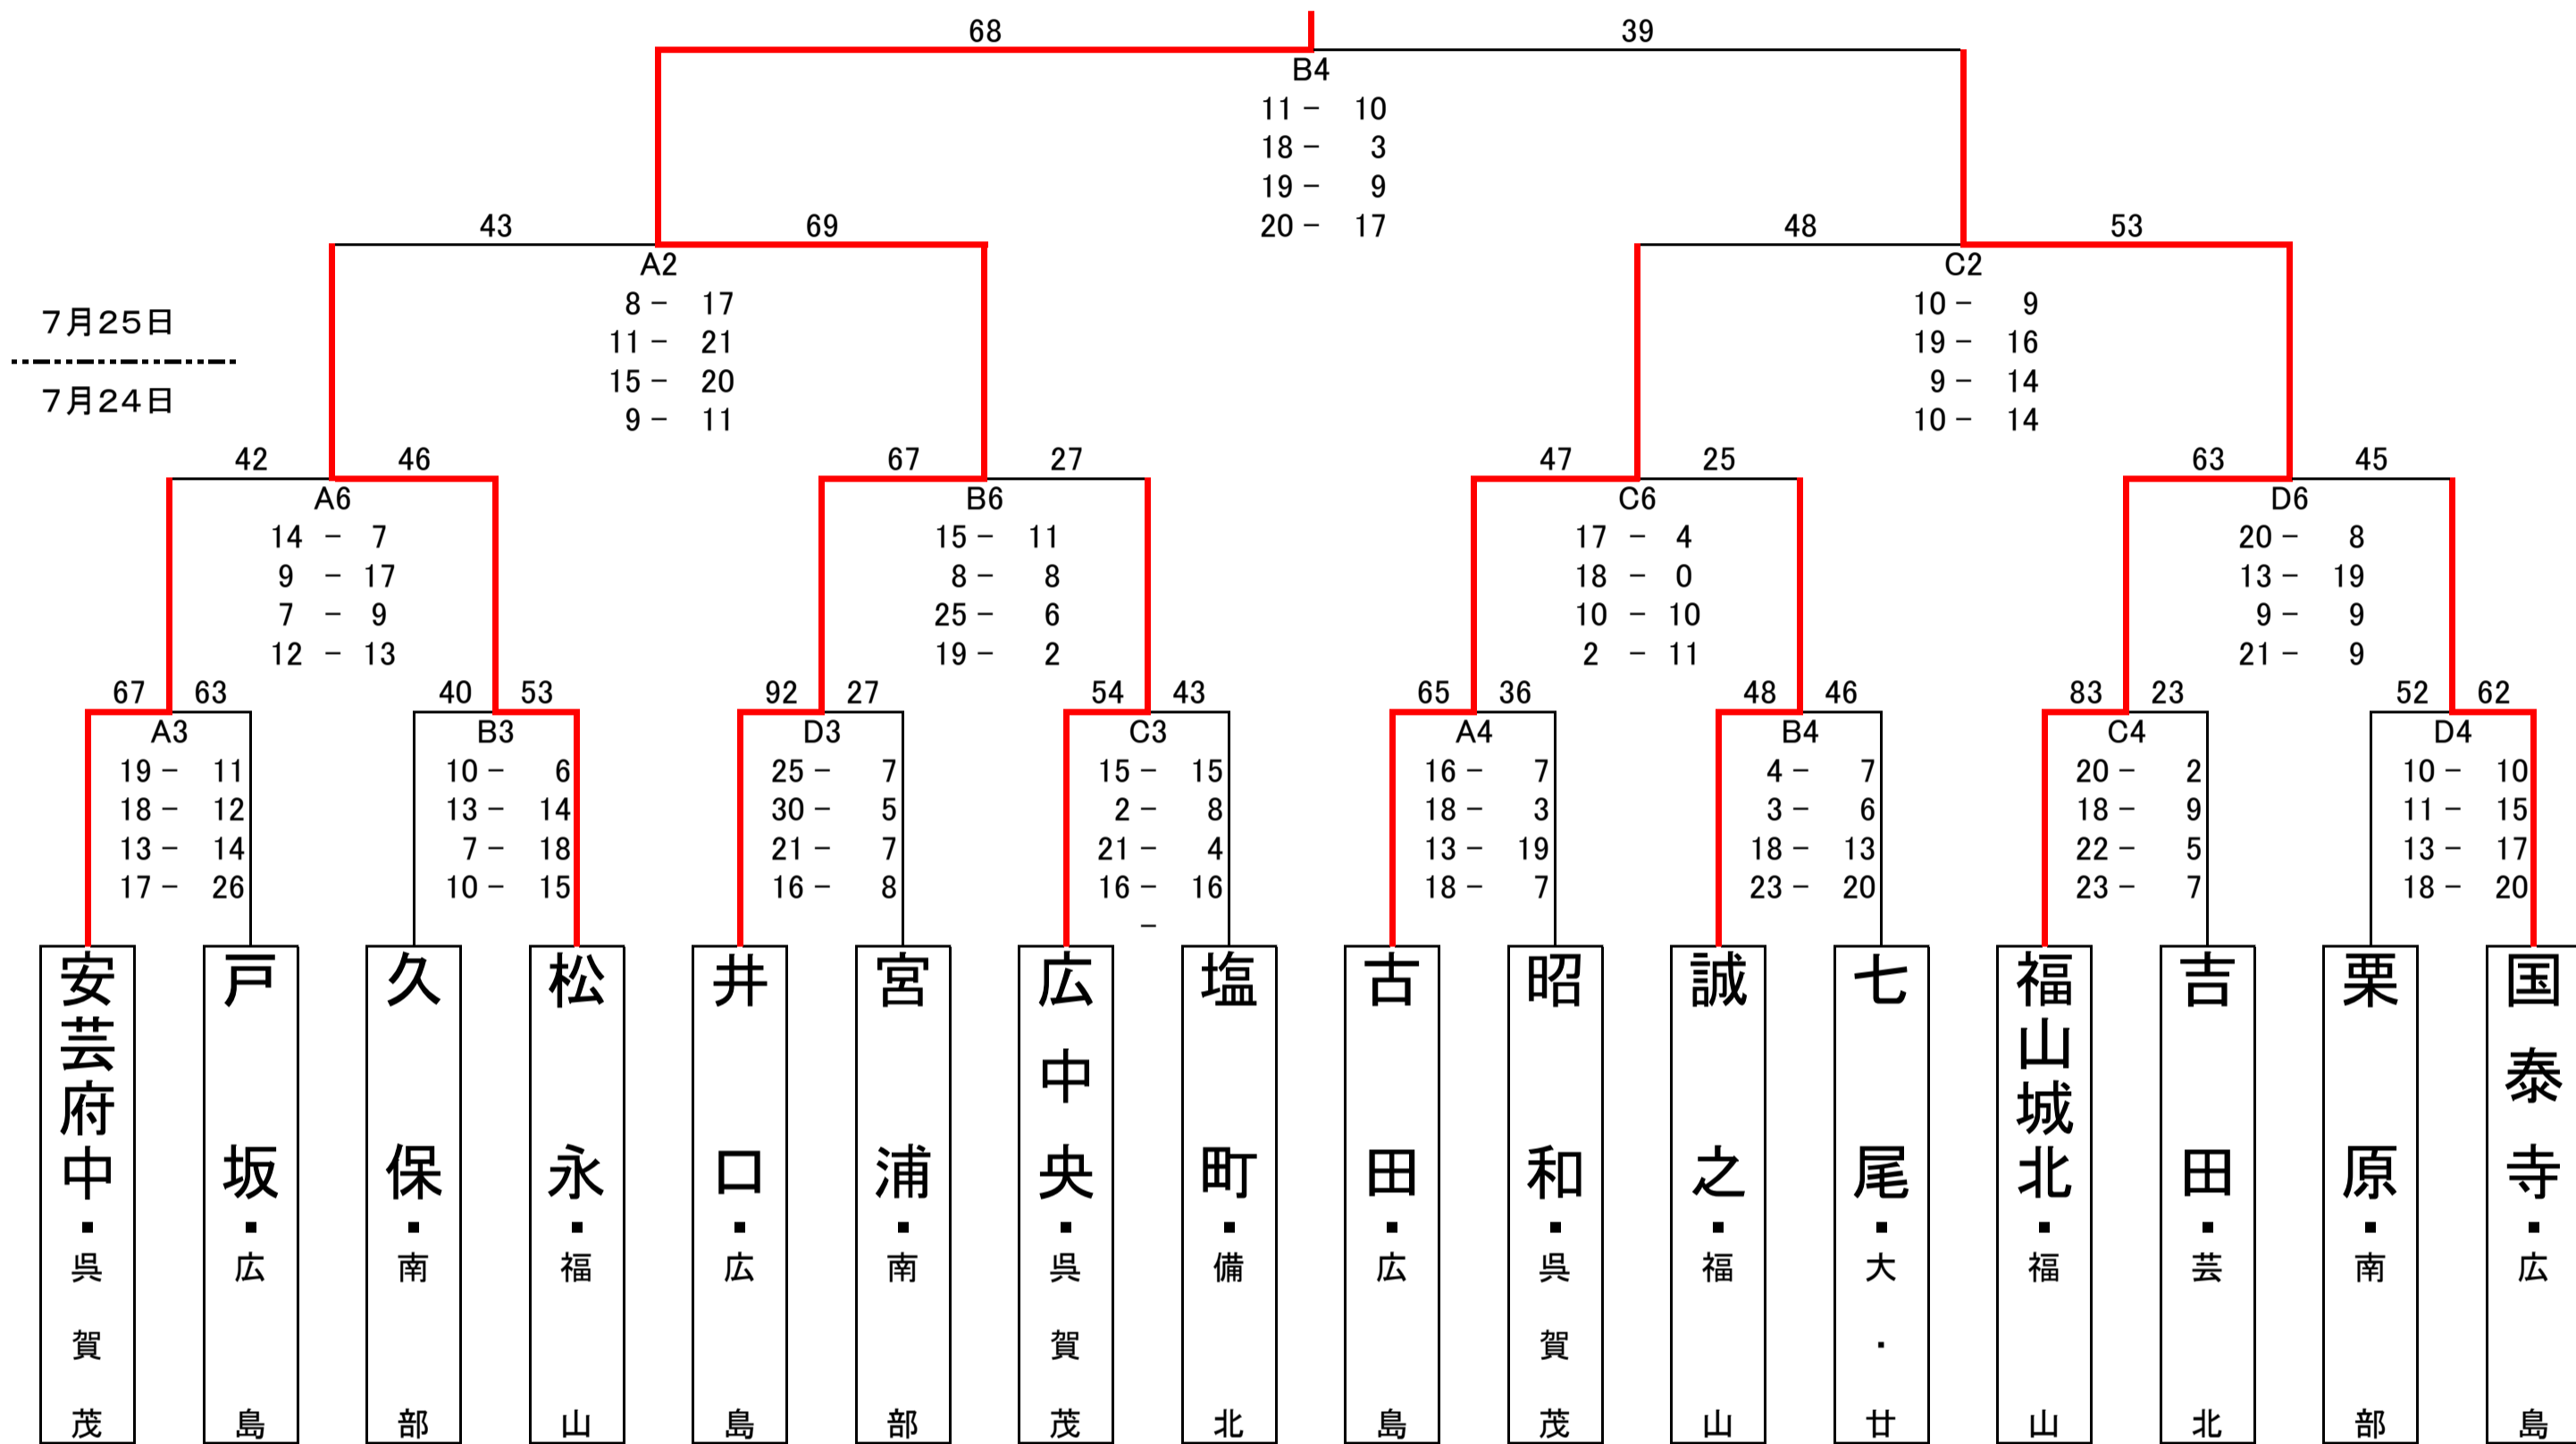 68 39
B4
11－ 10
18－ 3
19－ 9
20－ 17
43 69
48 53
A2
8－ 17
11－ 21
15－ 20
9－ 11
C2
10－ 9
19－ 16
9－ 14
10－ 14
7月25日
7月24日
42 46
67 27
47 25
63 45
A6
14 － 7
9 － 17
7 － 9
12 － 13
B6
15－ 11
8－ 8
25－ 6
19－ 2
C6
17 － 4
18 － 0
10 － 10
2 － 11
D6
20－ 8
13－ 19
9－ 9
21－ 9
67 63
A3
19－ 11
18－ 12
13－ 14
17－ 26
40 53
B3
10－ 6
13－ 14
7－ 18
10－ 15
92 27
D3
25－ 7
30－ 5
21－ 7
16－ 8
54 43
C3
15－ 15
2－ 8
21－ 4
16－ 16
－
65 36
A4
16－ 7
18－ 3
13－ 19
18－ 7
48 46
B4
4－ 7
3－ 6
18－ 13
23－ 20
83 23
C4
20－ 2
18－ 9
22－ 5
23－ 7
52 62
D4
10－ 10
11－ 15
13－ 17
18－ 20
安芸府中・呉賀茂
戸坂・広島
久保・南部
松永・福山
井口・広島
宮浦・南部
広中央・呉賀茂
塩町・備北
古田・広島
昭和・呉賀茂
誠之・福山
七尾・大・廿
福山城北・福山
吉田・芸北
栗原・南部
国泰寺・広島